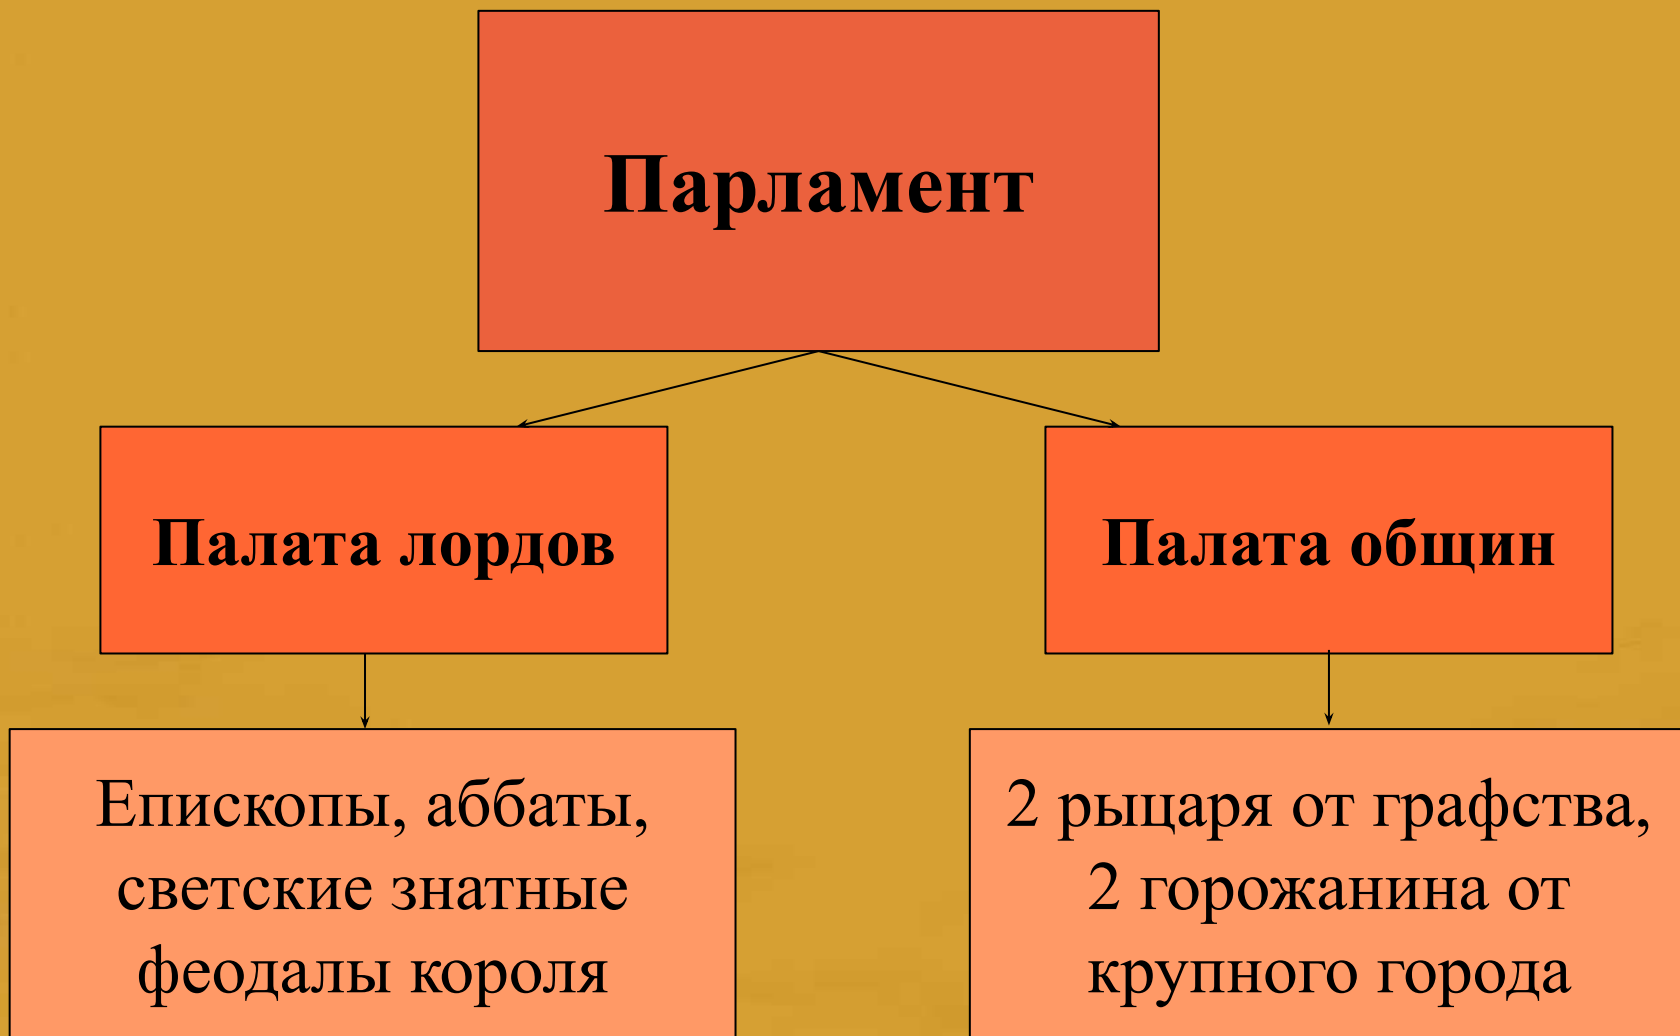 Парламент
Палата лордов
Палата общин
Епископы, аббаты,
светские знатные
феодалы короля
2 рыцаря от графства,
2 горожанина от
крупного города